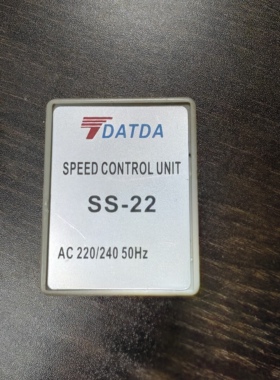 DATDA
SPEED CONTROL UNIT
SS-22
AC 220/240 50Hz